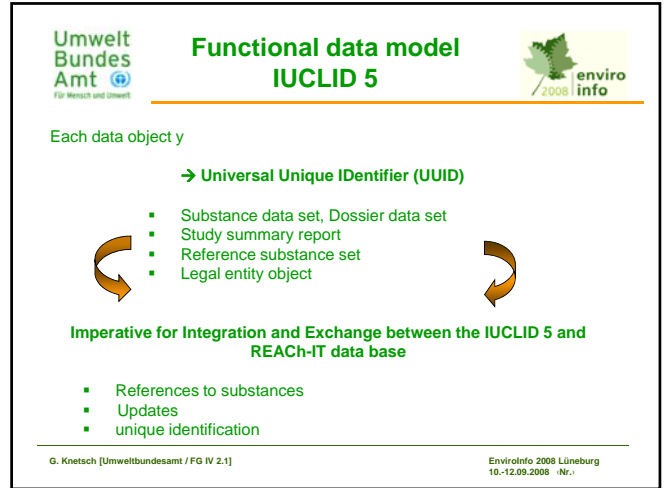 Umwelt
Bundes
Amt
Für Mensch und Umwelt
Functional data model
IUCLID 5
enviro
2008 info
Each data object y
➔ Universal Unique IDentifier (UUID)
▪ Substance data set, Dossier data set
▪ Study summary report
▪ Reference substance set
▪ Legal entity object
Imperative for Integration and Exchange between the IUCLID 5 and
REACh-IT data base
▪ References to substances
▪ Updates
▪ unique identification
G. Knetsch [Umweltbundesamt / FG IV 2.1]
EnviroInfo 2008 Lüneburg
10.-12.09.2008 ‹Nr.›